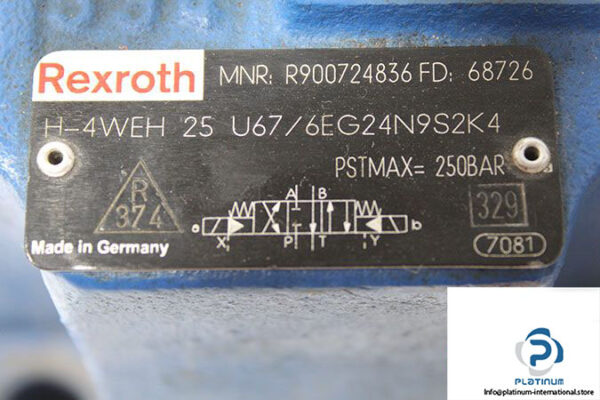 Rexroth MNR: R900724836 FD: 68726
H-4WEH 25 U67/6EG24N9S2K4
PSTMAX= 250BAR
R
374
329
A B
a b
X P T Y
Made in Germany
7081
P
PLATINUM
Info@platinum-international.store